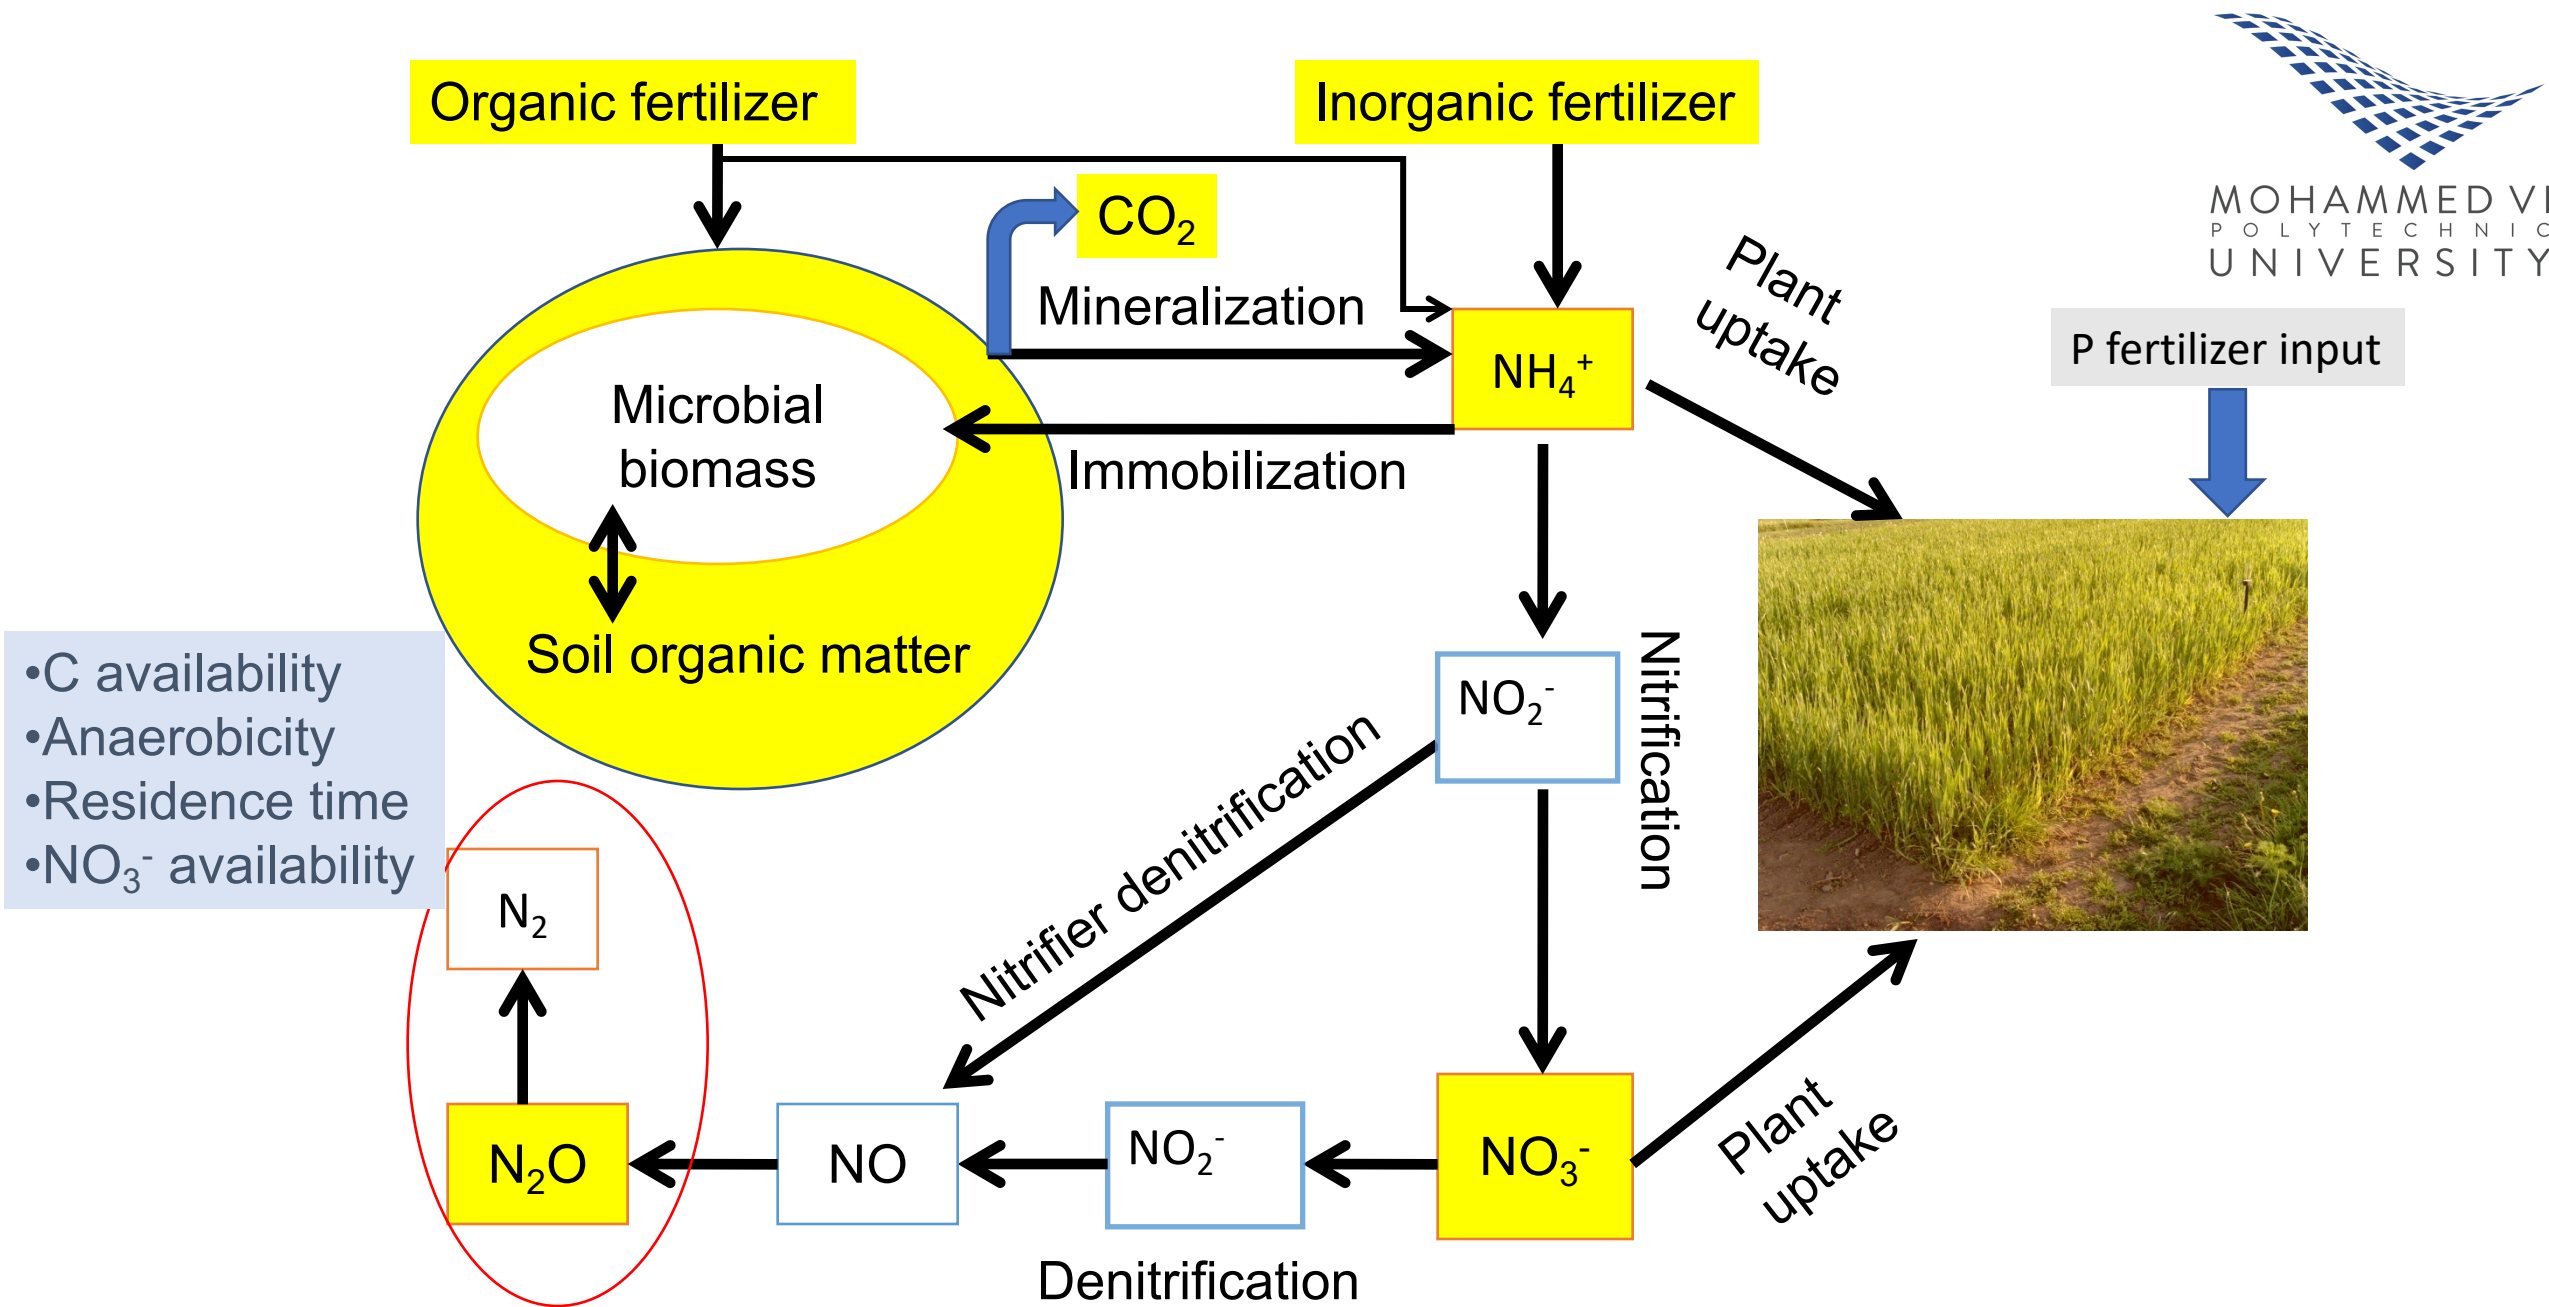 Organic fertilizer
Inorganic fertilizer
CO₂
MOHAMMED VI
POLYTECHNIC
UNIVERSITY
Mineralization
Plant
uptake
P fertilizer input
NH₄⁺
Microbial
biomass
Immobilization
Soil organic matter
•C availability
•Anaerobicity
•Residence time
•NO₃⁻ availability
NO₂⁻
Nitrification
Nitrifier denitrification
N₂
N₂O
NO
NO₂⁻
NO₃⁻
Plant
uptake
Denitrification